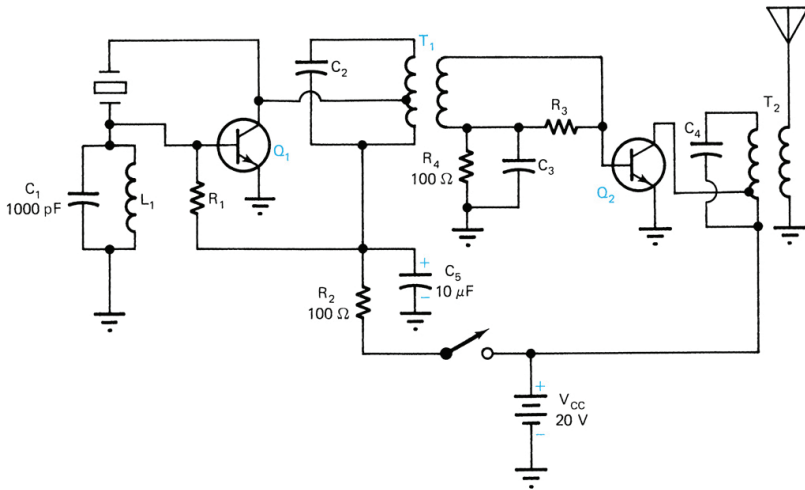 T1
C2
R3
C4
T2
Q1
C1
1000 pF
L1
R1
R4
100 Ω
C3
Q2
+
C5
10 μF
−
R2
100 Ω
+
VCC
20 V
−